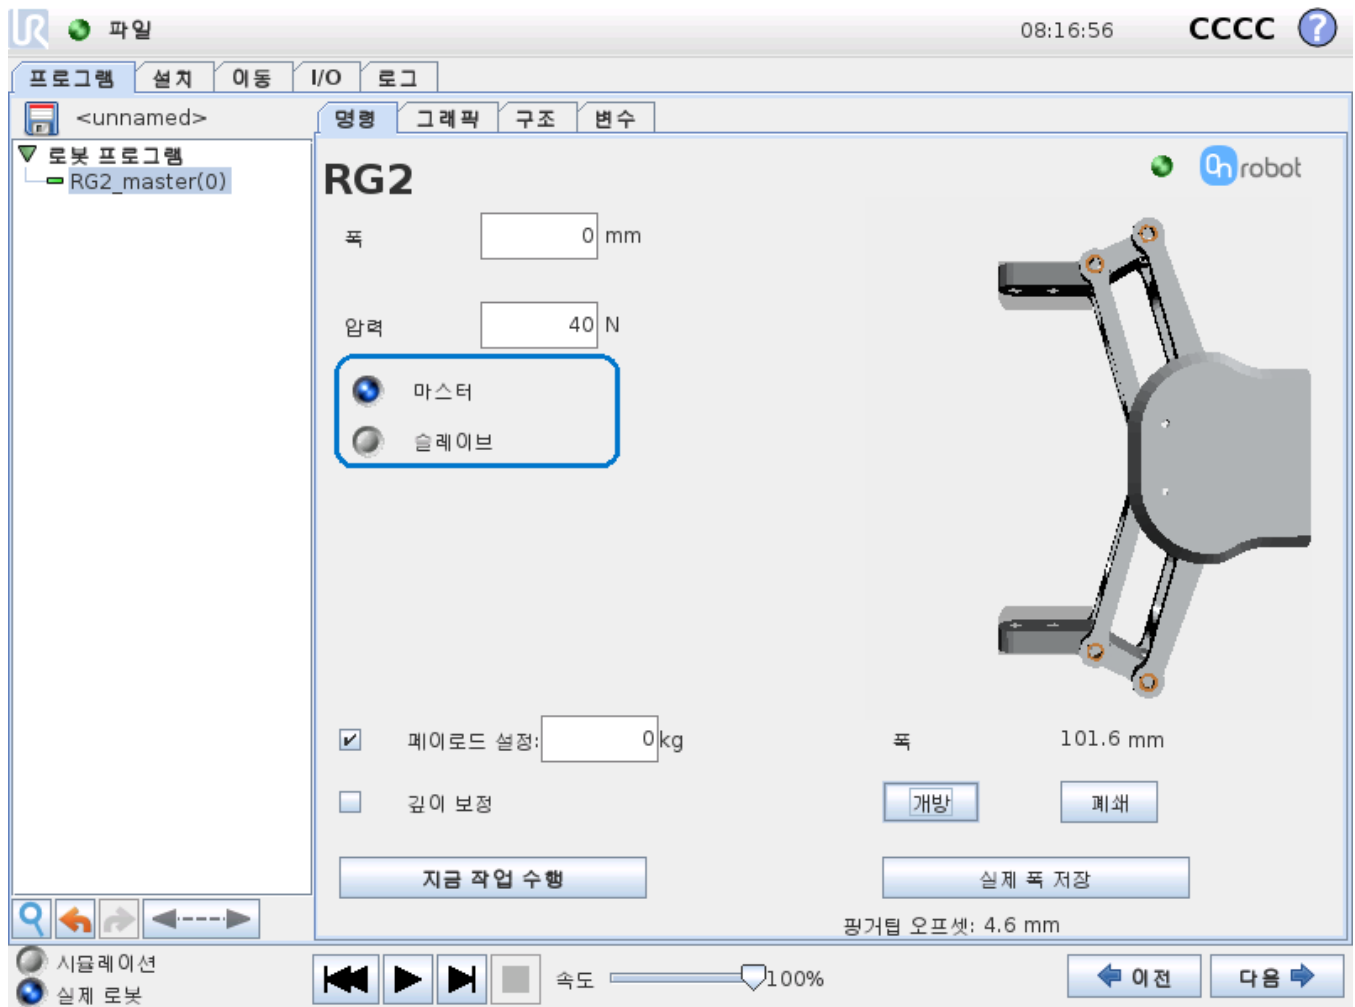 UR 파일 08:16:56 CCCC ?
프로그램 설치 이동 I/O 로그
<unnamed>
명령 그래픽 구조 변수
로봇 프로그램
RG2_master(0)
RG2
On robot
폭 0 mm
압력 40 N
마스터
슬레이브
페이로드 설정: 0 kg
폭 101.6 mm
깊이 보정
개방 폐쇄
지금 작업 수행
실제 폭 저장
핑거팁 오프셋: 4.6 mm
시뮬레이션
실제 로봇
속도 100%
이전 다음